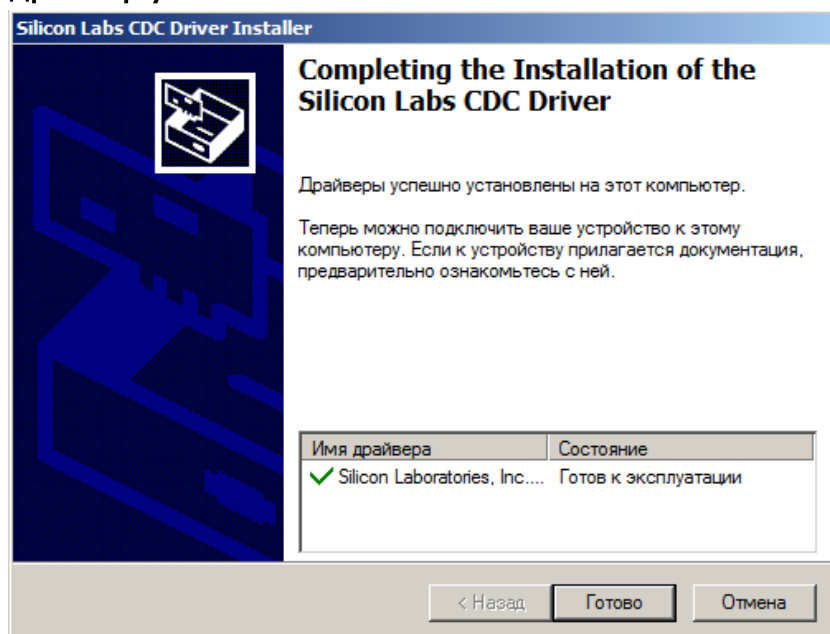 Silicon Labs CDC Driver Installer
Completing the Installation of the
Silicon Labs CDC Driver
Драйверы успешно установлены на этот компьютер.
Теперь можно подключить ваше устройство к этому
компьютеру. Если к устройству прилагается документация,
предварительно ознакомьтесь с ней.
Имя драйвера Состояние
Silicon Laboratories, Inc.... Готов к эксплуатации
< Назад Готово Отмена